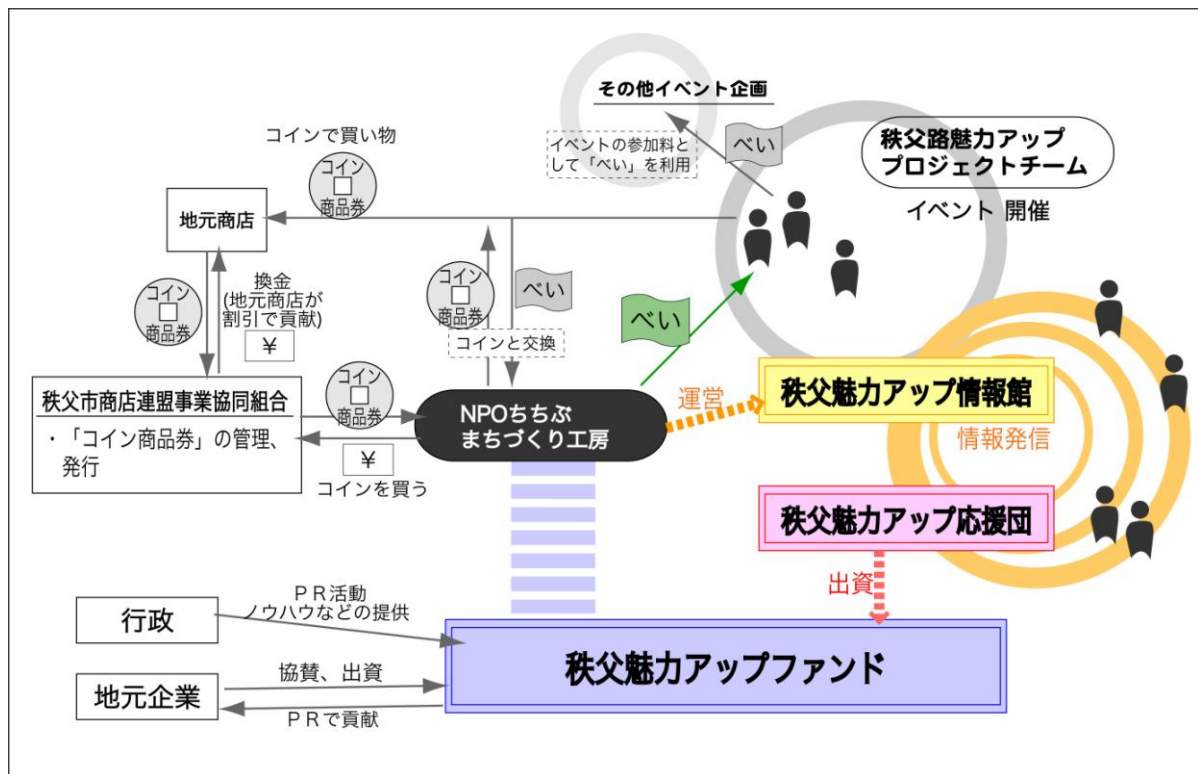 その他イベント企画
イベントの参加料と
して「べい」を利用
べい
秩父路魅力アップ
プロジェクトチーム
イベント 開催
コインで買い物
コイン
商品券
地元商店
コイン
商品券
換金
(地元商店が
割引で貢献)
¥
コイン
商品券
べい
コインと交換
べい
秩父市商店連盟事業協同組合
・「コイン商品券」の管理、
発行
コイン
商品券
¥
コインを買う
NPOちちぶ
まちづくり工房
運営
秩父魅力アップ情報館
情報発信
秩父魅力アップ応援団
出資
行政
PR活動
ノウハウなどの提供
地元企業
協賛、出資
PRで貢献
秩父魅力アップファンド